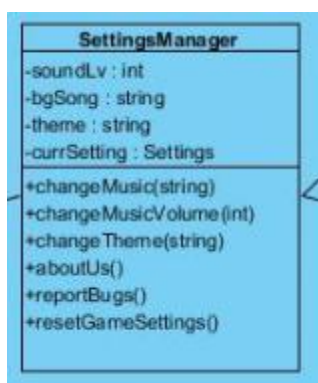 SettingsManager
-soundLv : int
-bgSong : string
-theme : string
-currSetting : Settings
+changeMusic(string)
+changeMusicVolume(int)
+changeTheme(string)
+aboutUs()
+reportBugs()
+resetGameSettings()